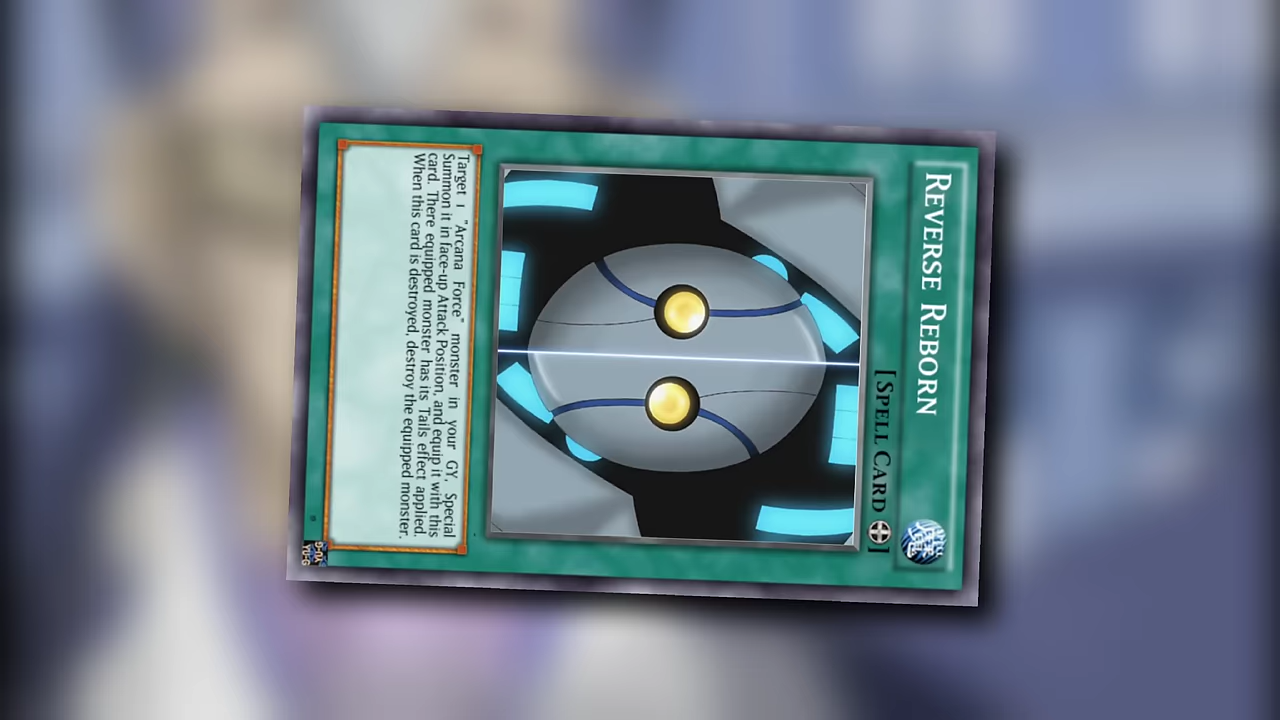 REVERSE REBORN
[SPELL CARD]
Target 1 "Arcana Force" monster in your GY, Special
Summon it in face-up Attack Position, and equip it with this
card. There equipped monster has its Tails effect applied.
When this card is destroyed, destroy the equipped monster.